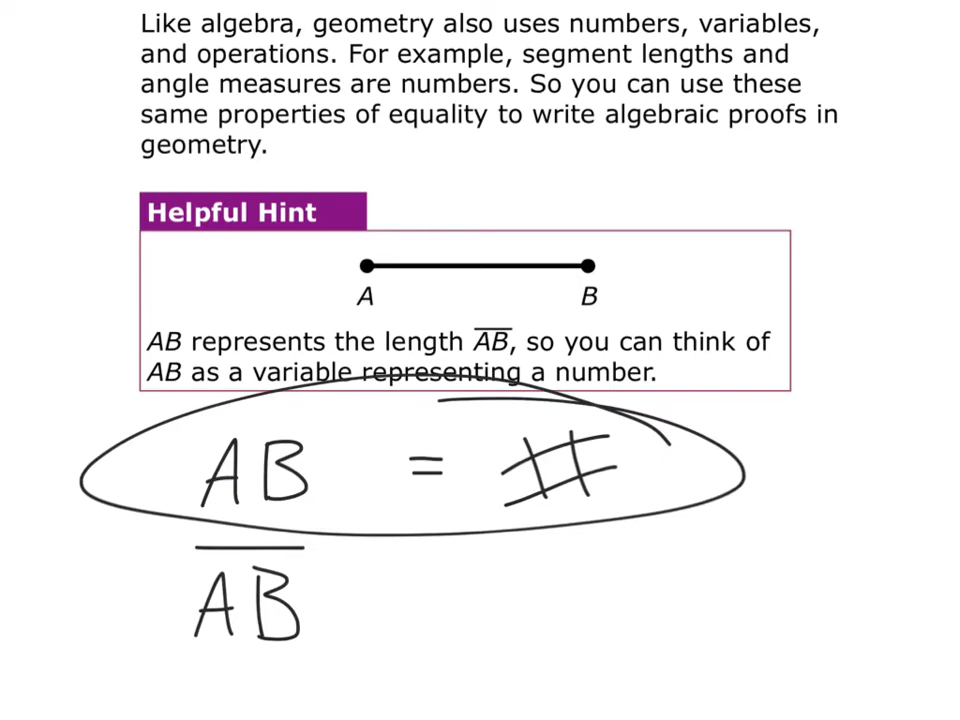 Like algebra, geometry also uses numbers, variables,
and operations. For example, segment lengths and
angle measures are numbers. So you can use these
same properties of equality to write algebraic proofs in
geometry.
Helpful Hint
A B
AB represents the length A̅B̅, so you can think of
AB as a variable representing a number.
AB = #
A̅B̅